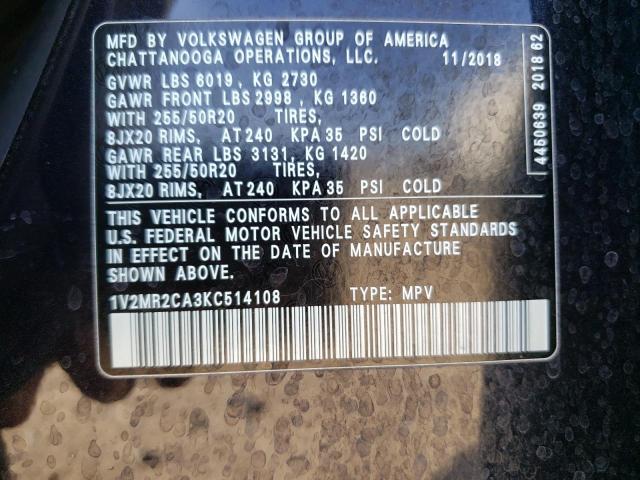 MFD BY VOLKSWAGEN GROUP OF AMERICA
CHATTANOOGA OPERATIONS, LLC. 11/2018
GVWR LBS 6019 , KG 2730
GAWR FRONT LBS 2998 , KG 1360
WITH 255/50R20 TIRES,
8JX20 RIMS, AT 240 KPA 35 PSI COLD
GAWR REAR LBS 3131, KG 1420
WITH 255/50R20 TIRES,
8JX20 RIMS, AT 240 KPA 35 PSI COLD
THIS VEHICLE CONFORMS TO ALL APPLICABLE
U.S. FEDERAL MOTOR VEHICLE SAFETY STANDARDS
IN EFFECT ON THE DATE OF MANUFACTURE
SHOWN ABOVE.
1V2MR2CA3KC514108 TYPE: MPV
4450639 2018 62